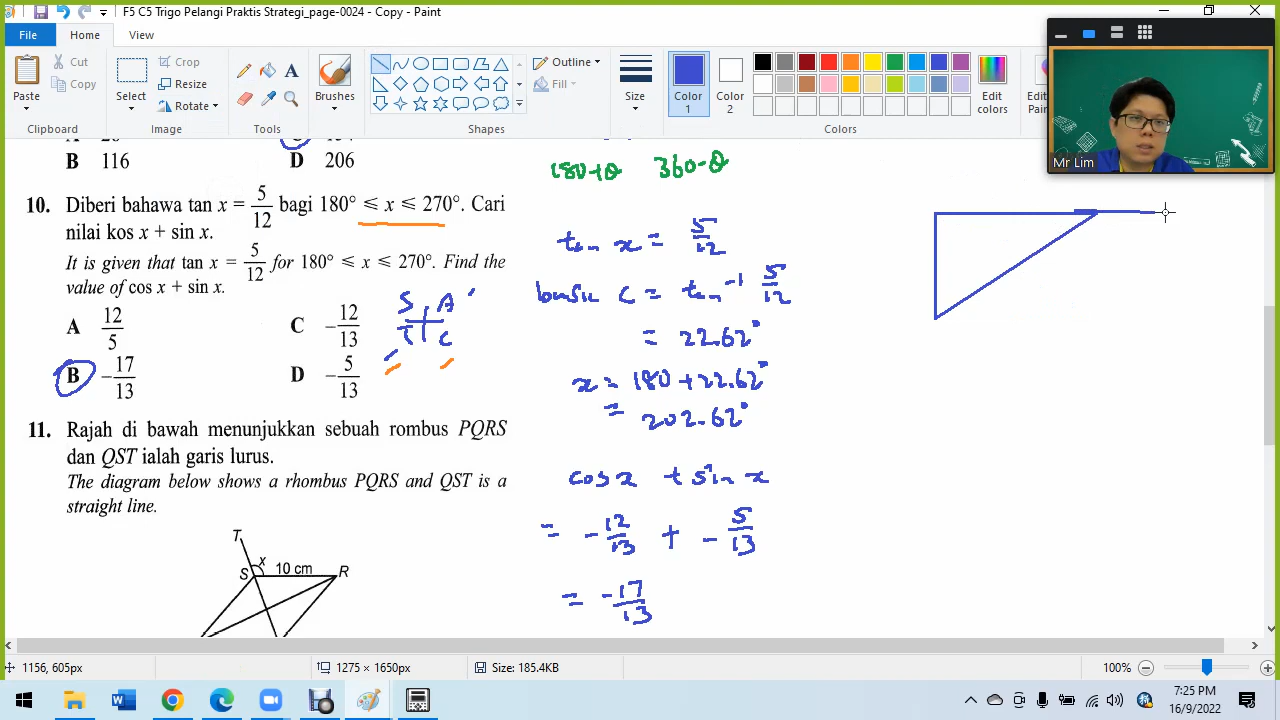 F5 C5 Trigo Pelangi Praktis Strategi_page-0024 - Copy - Paint
File Home View
Paste Cut Copy Clipboard
Select Crop Resize Rotate Image
Tools
Brushes
Outline Fill Shapes
Size
Color 1 Color 2 Edit colors Colors
Mr Lim
B 116 D 206
180+θ 360-θ
10. Diberi bahawa tan x = 5/12 bagi 180° ≤ x ≤ 270°. Cari
nilai kos x + sin x.
It is given that tan x = 5/12 for 180° ≤ x ≤ 270°. Find the
value of cos x + sin x.
A 12/5 C -12/13
B -17/13 D -5/13
S A
T C
tan x = 5/12
basic ∠ = tan⁻¹ 5/12
= 22.62°
x = 180 + 22.62°
= 202.62°
cos x + sin x
= -12/13 + -5/13
= -17/13
11. Rajah di bawah menunjukkan sebuah rombus PQRS
dan QST ialah garis lurus.
The diagram below shows a rhombus PQRS and QST is a
straight line.
T
x
S 10 cm R
1156, 605px 1275 × 1650px Size: 185.4KB 100%
7:25 PM
16/9/2022